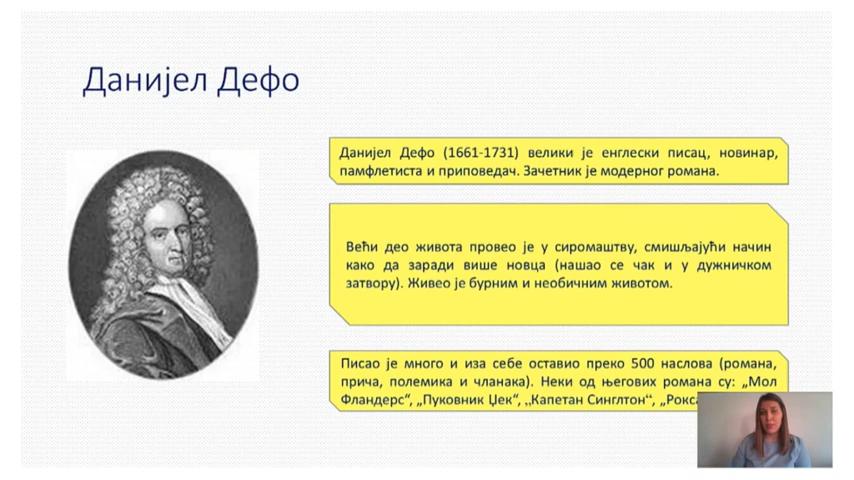 Данијел Дефо
Данијел Дефо (1661-1731) велики је енглески писац, новинар,
памфлетиста и приповедач. Зачетник је модерног романа.
Већи део живота провео је у сиромаштву, смишљајући начин
како да заради више новца (нашао се чак и у дужничком
затвору). Живео је бурним и необичним животом.
Писао је много и иза себе оставио преко 500 наслова (романа,
прича, полемика и чланака). Неки од његових романа су: „Мол
Фландерс“, „Пуковник Џек“, „Капетан Синглтон“,